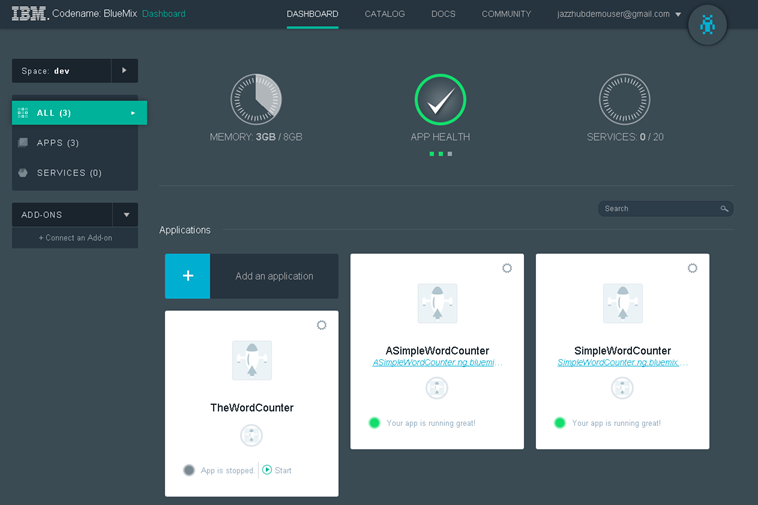 IBM. Codename: BlueMix Dashboard
DASHBOARD CATALOG DOCS COMMUNITY jazzhubdemouser@gmail.com
Space: dev
ALL (3)
APPS (3)
SERVICES (0)
ADD-ONS
+ Connect an Add-on
MEMORY: 3GB / 8GB
APP HEALTH
SERVICES: 0 / 20
Search
Applications
+ Add an application
TheWordCounter
App is stopped Start
ASimpleWordCounter
ASimpleWordCounter.ng.bluemi...
Your app is running great!
SimpleWordCounter
SimpleWordCounter.ng.bluemix....
Your app is running great!